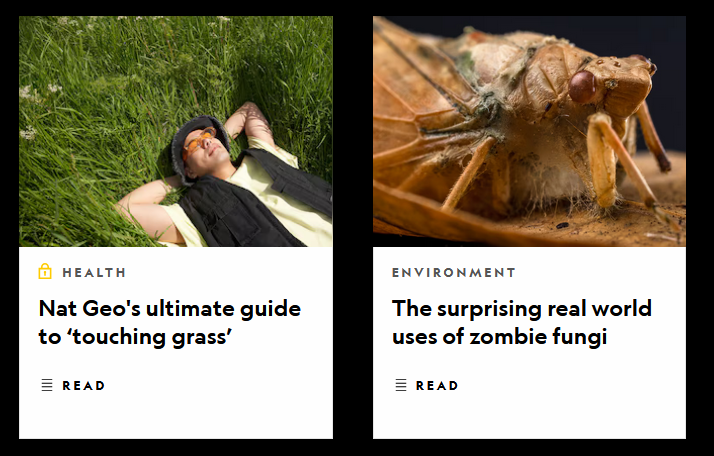 HEALTH
Nat Geo's ultimate guide
to ‘touching grass’
READ
ENVIRONMENT
The surprising real world
uses of zombie fungi
READ